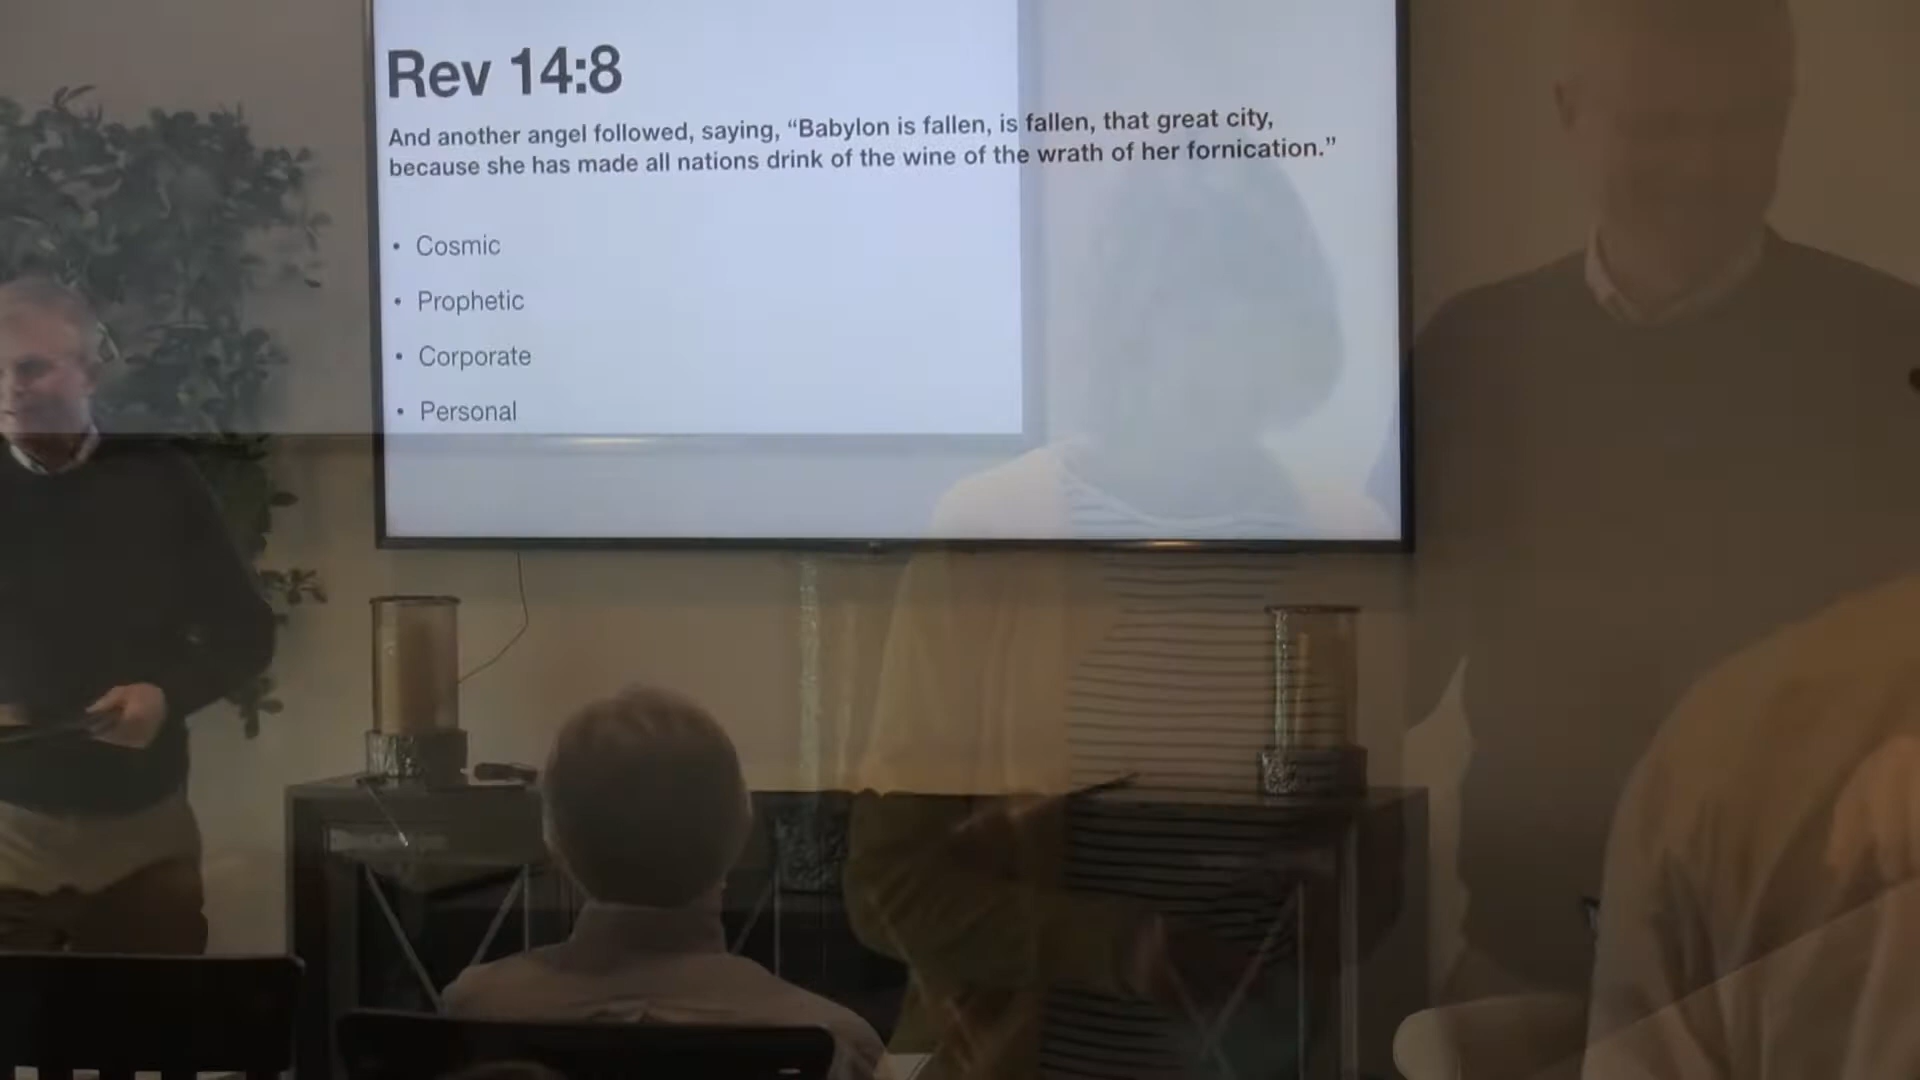 Rev 14:8
And another angel followed, saying, “Babylon is fallen, is fallen, that great city,
because she has made all nations drink of the wine of the wrath of her fornication.”
• Cosmic
• Prophetic
• Corporate
• Personal